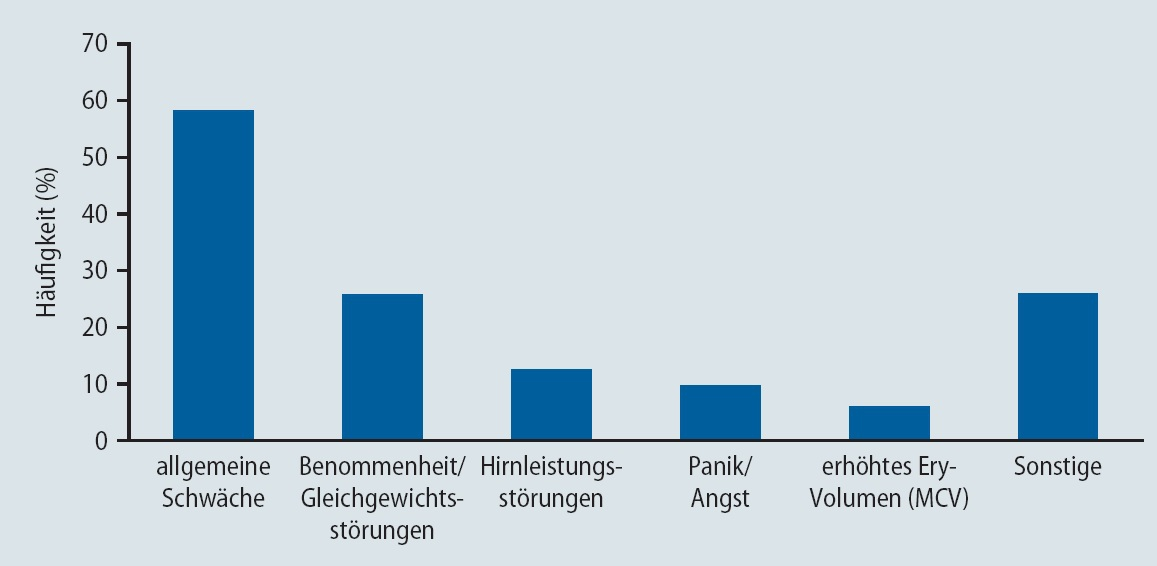 Häufigkeit (%)
70
60
50
40
30
20
10
0
allgemeine
Schwäche
Benommenheit/
Gleichgewichts-
störungen
Hirnleistungs-
störungen
Panik/
Angst
erhöhtes Ery-
Volumen (MCV)
Sonstige